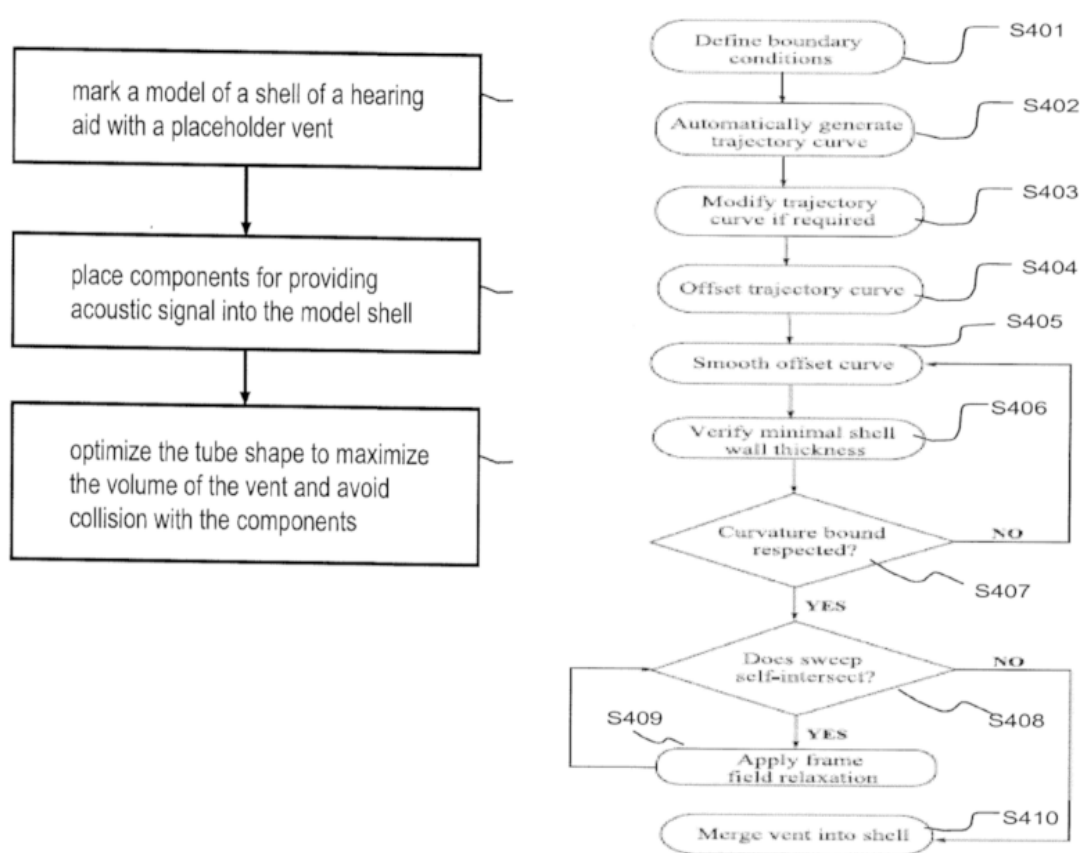 mark a model of a shell of a hearing
aid with a placeholder vent
place components for providing
acoustic signal into the model shell
optimize the tube shape to maximize
the volume of the vent and avoid
collision with the components
Define boundary
conditions
S401
Automatically generate
trajectory curve
S402
Modify trajectory
curve if required
S403
Offset trajectory curve
S404
Smooth offset curve
S405
Verify minimal shell
wall thickness
S406
Curvature bound
respected?
NO
S407
YES
Does sweep
self-intersect?
NO
S408
YES
S409
Apply frame
field relaxation
Merge vent into shell
S410